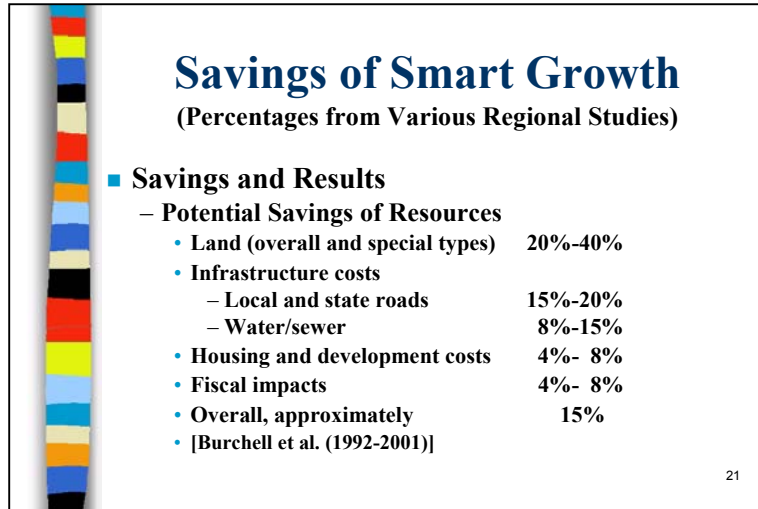 Savings of Smart Growth
(Percentages from Various Regional Studies)
■ Savings and Results
– Potential Savings of Resources
• Land (overall and special types) 20%-40%
• Infrastructure costs
– Local and state roads 15%-20%
– Water/sewer 8%-15%
• Housing and development costs 4%- 8%
• Fiscal impacts 4%- 8%
• Overall, approximately 15%
• [Burchell et al. (1992-2001)]
21